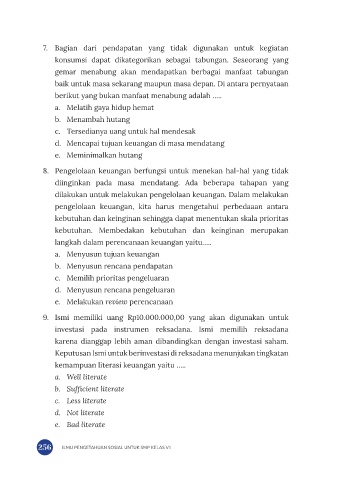 7. Bagian dari pendapatan yang tidak digunakan untuk kegiatan
konsumsi dapat dikategorikan sebagai tabungan. Seseorang yang
gemar menabung akan mendapatkan berbagai manfaat tabungan
baik untuk masa sekarang maupun masa depan. Di antara pernyataan
berikut yang bukan manfaat menabung adalah .....
a. Melatih gaya hidup hemat
b. Menambah hutang
c. Tersedianya uang untuk hal mendesak
d. Mencapai tujuan keuangan di masa mendatang
e. Meminimalkan hutang
8. Pengelolaan keuangan berfungsi untuk menekan hal-hal yang tidak
diinginkan pada masa mendatang. Ada beberapa tahapan yang
dilakukan untuk melakukan pengelolaan keuangan. Dalam melakukan
pengelolaan keuangan, kita harus mengetahui perbedaaan antara
kebutuhan dan keinginan sehingga dapat menentukan skala prioritas
kebutuhan. Membedakan kebutuhan dan keinginan merupakan
langkah dalam perencanaan keuangan yaitu.....
a. Menyusun tujuan keuangan
b. Menyusun rencana pendapatan
c. Memilih prioritas pengeluaran
d. Menyusun rencana pengeluaran
e. Melakukan review perencanaan
9. Ismi memiliki uang Rp10.000.000,00 yang akan digunakan untuk
investasi pada instrumen reksadana. Ismi memilih reksadana
karena dianggap lebih aman dibandingkan dengan investasi saham.
Keputusan Ismi untuk berinvestasi di reksadana menunjukan tingkatan
kemampuan literasi keuangan yaitu .....
a. Well literate
b. Sufficient literate
c. Less literate
d. Not literate
e. Bad literate
256 ILMU PENGETAHUAN SOSIAL UNTUK SMP KELAS VII